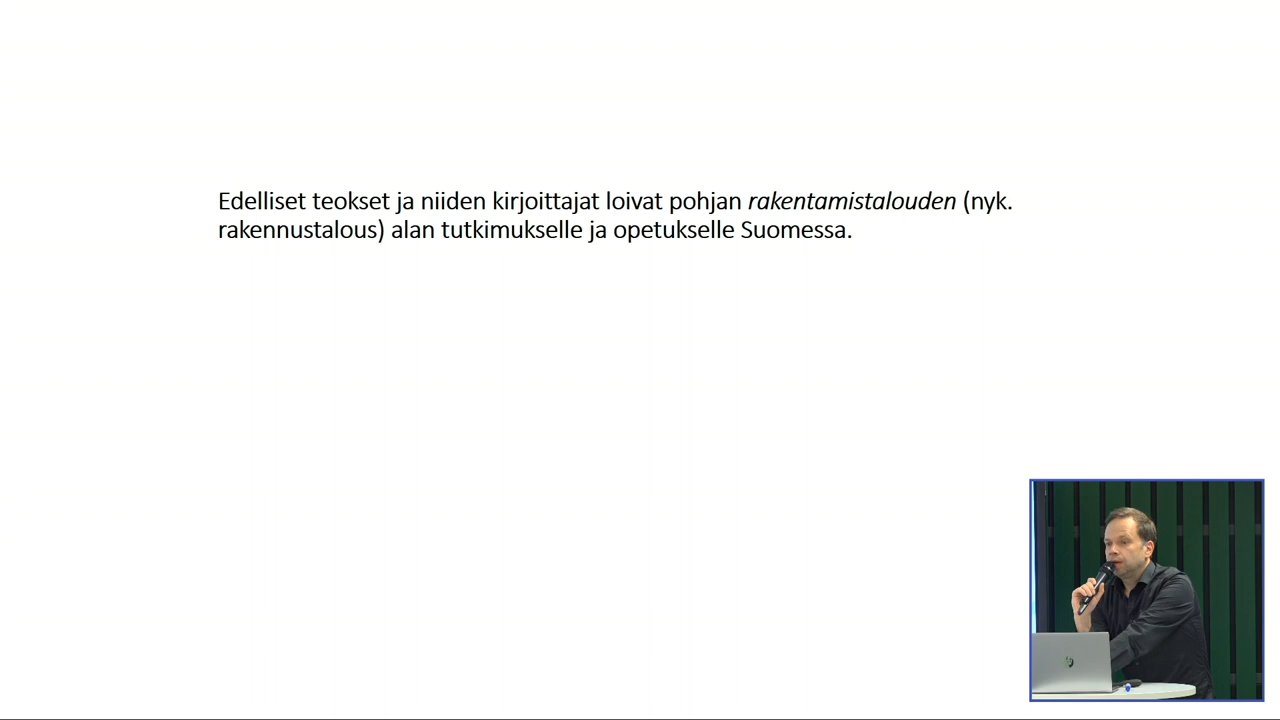 Edelliset teokset ja niiden kirjoittajat loivat pohjan rakentamistalouden (nyk.
rakennustalous) alan tutkimukselle ja opetukselle Suomessa.